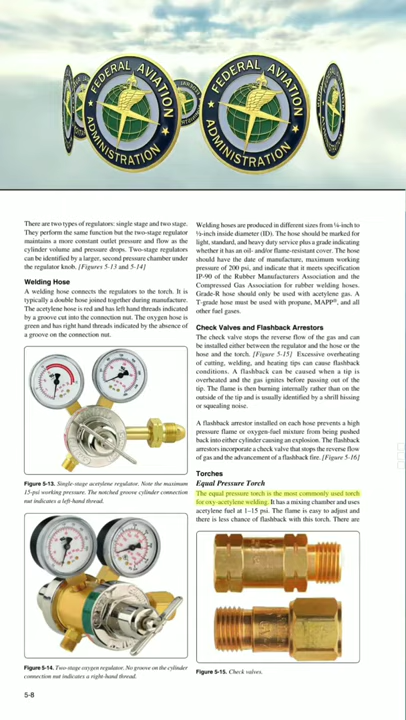 FEDERAL AVIATION
ADMINISTRATION
FEDERAL AVIATION
ADMINISTRATION
There are two types of regulators: single stage and two stage.
They perform the same function but the two-stage regulator
maintains a more constant outlet pressure and flow as the
cylinder volume and pressure drops. Two-stage regulators
can be identified by a larger, second pressure chamber under
the regulator knob. [Figures 5-13 and 5-14]
Welding Hose
A welding hose connects the regulators to the torch. It is
typically a double hose joined together during manufacture.
The acetylene hose is red and has left hand threads indicated
by a groove cut into the connection nut. The oxygen hose is
green and has right hand threads indicated by the absence of
a groove on the connection nut.
Figure 5-13. Single-stage acetylene regulator. Note the maximum
15-psi working pressure. The notched groove cylinder connection
nut indicates a left-hand thread.
Figure 5-14. Two-stage oxygen regulator. No groove on the cylinder
connection nut indicates a right-hand thread.
5-8
Welding hoses are produced in different sizes from ¼-inch to
½-inch inside diameter (ID). The hose should be marked for
light, standard, and heavy duty service plus a grade indicating
whether it has an oil- and/or flame-resistant cover. The hose
should have the date of manufacture, maximum working
pressure of 200 psi, and indicate that it meets specification
IP-90 of the Rubber Manufacturers Association and the
Compressed Gas Association for rubber welding hoses.
Grade-R hose should only be used with acetylene gas. A
T-grade hose must be used with propane, MAPP®, and all
other fuel gases.
Check Valves and Flashback Arrestors
The check valve stops the reverse flow of the gas and can
be installed either between the regulator and the hose or the
hose and the torch. [Figure 5-15] Excessive overheating
of cutting, welding, and heating tips can cause flashback
conditions. A flashback can be caused when a tip is
overheated and the gas ignites before passing out of the
tip. The flame is then burning internally rather than on the
outside of the tip and is usually identified by a shrill hissing
or squealing noise.
A flashback arrestor installed on each hose prevents a high
pressure flame or oxygen-fuel mixture from being pushed
back into either cylinder causing an explosion. The flashback
arrestors incorporate a check valve that stops the reverse flow
of gas and the advancement of a flashback fire. [Figure 5-16]
Torches
Equal Pressure Torch
The equal pressure torch is the most commonly used torch
for oxy-acetylene welding. It has a mixing chamber and uses
acetylene fuel at 1–15 psi. The flame is easy to adjust and
there is less chance of flashback with this torch. There are
Figure 5-15. Check valves.